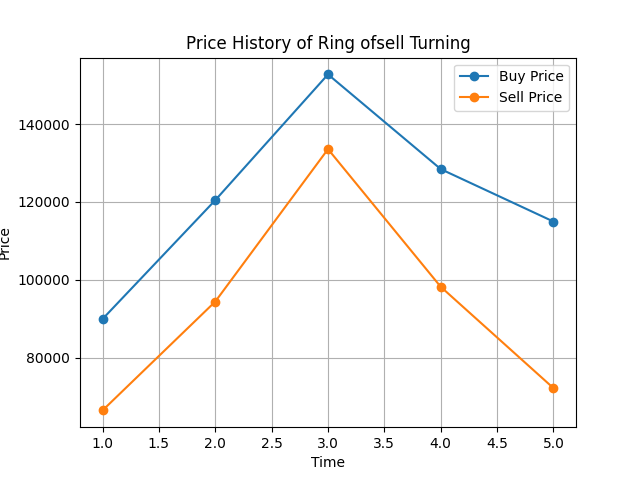 Price History of Ring ofsell Turning
Buy Price
Sell Price
Price
140000
120000
100000
80000
1.0 1.5 2.0 2.5 3.0 3.5 4.0 4.5 5.0
Time